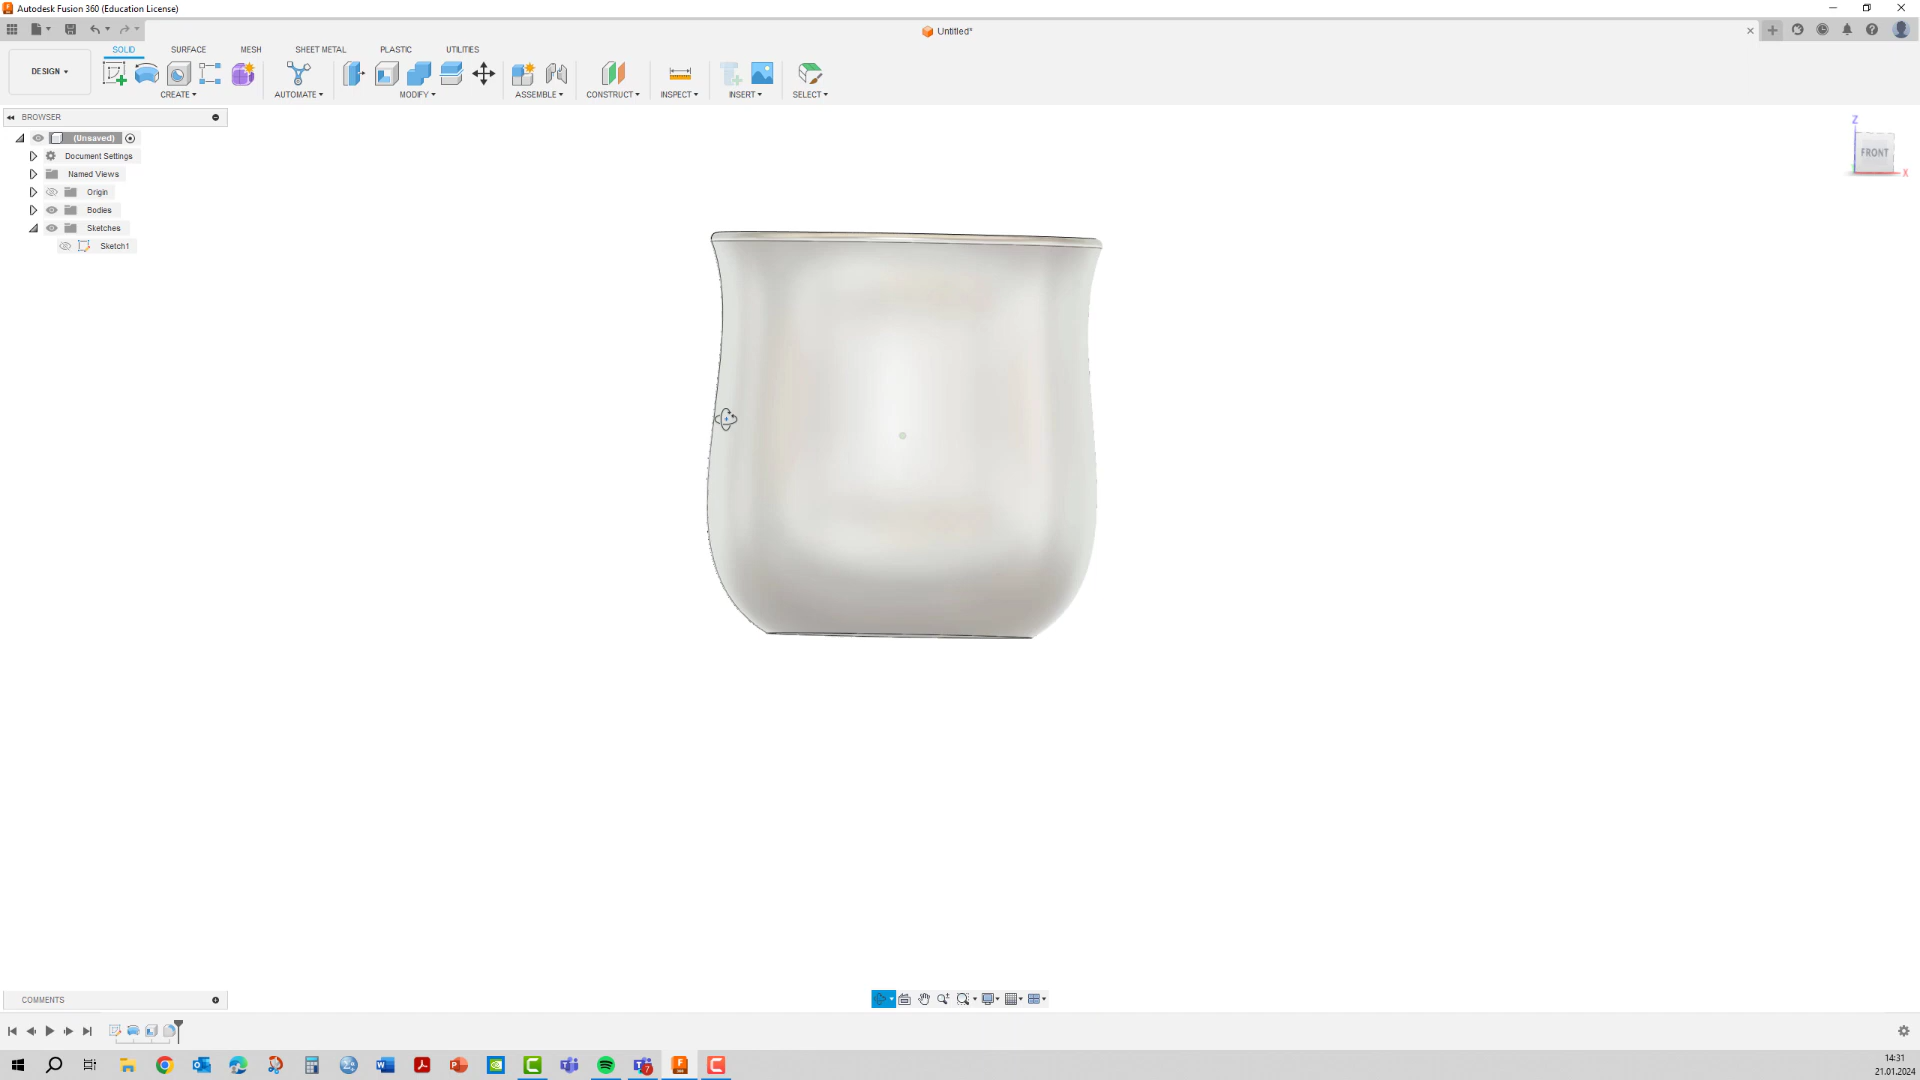 Autodesk Fusion 360 (Education License)
Untitled*
SOLID SURFACE MESH SHEET METAL PLASTIC UTILITIES
DESIGN
CREATE AUTOMATE MODIFY ASSEMBLE CONSTRUCT INSPECT INSERT SELECT
BROWSER
(Unsaved)
Document Settings
Named Views
Origin
Bodies
Sketches
Sketch1
Z
FRONT
X
COMMENTS
14:31
21.01.2024